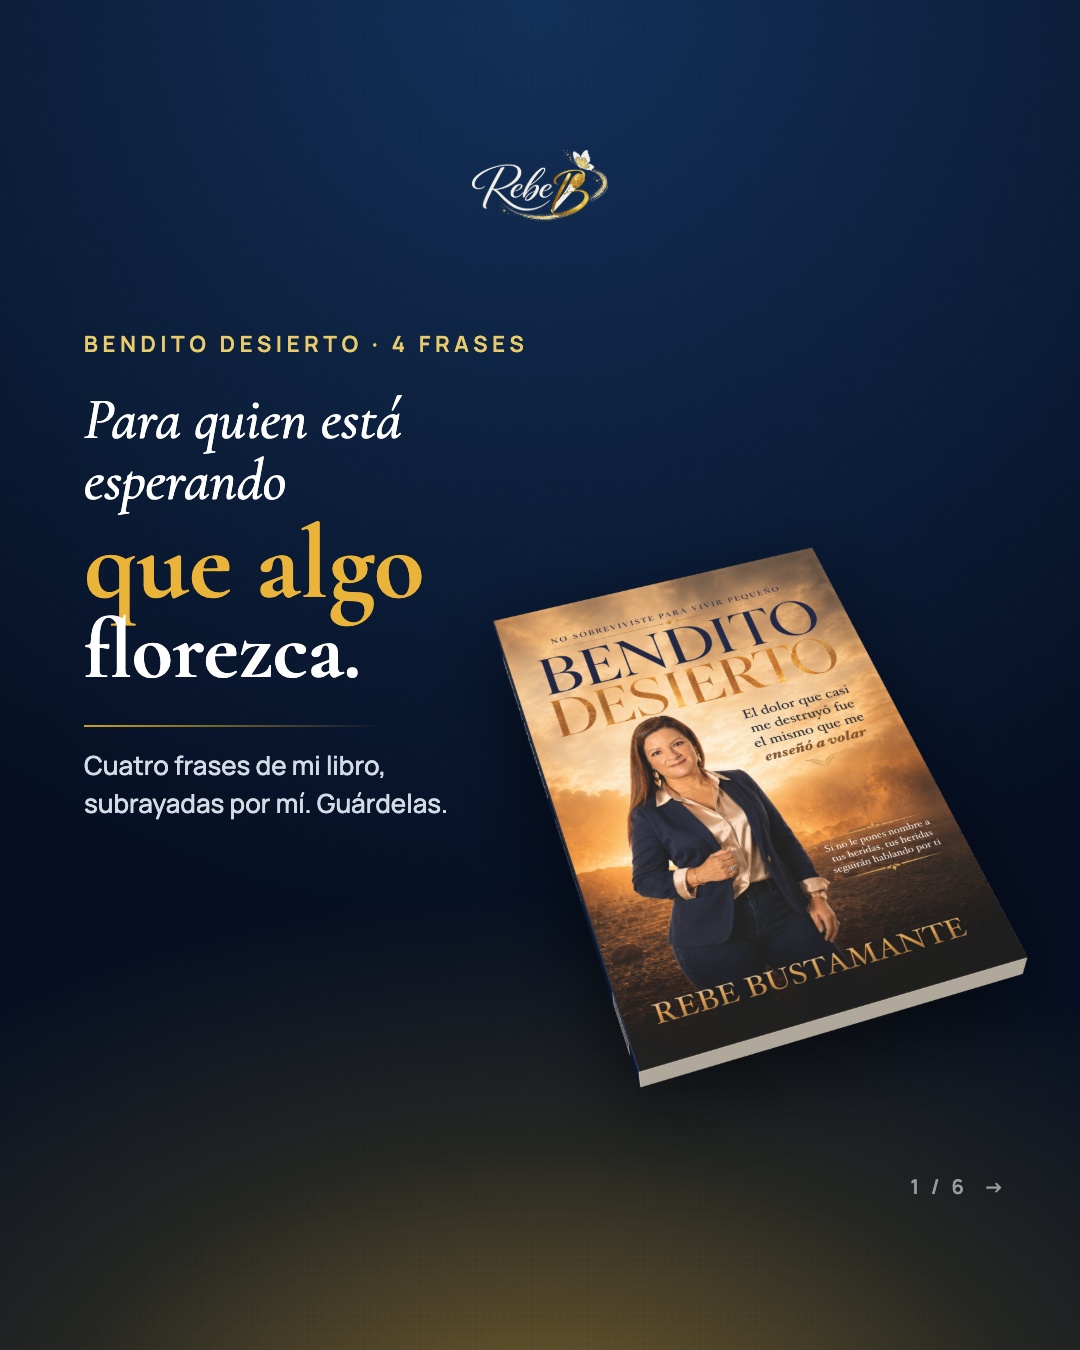 Rebe B
BENDITO DESIERTO · 4 FRASES
Para quien está
esperando
que algo
florezca.
Cuatro frases de mi libro,
subrayadas por mí. Guárdelas.
NO SOBREVIVISTE PARA VIVIR PEQUEÑO
BENDITO
DESIERTO
El dolor que casi
me destruyó fue
el mismo que me
enseñó a volar
Si no le pones nombre a
tus heridas, tus heridas
seguirán hablando por ti
REBE BUSTAMANTE
1 / 6 →